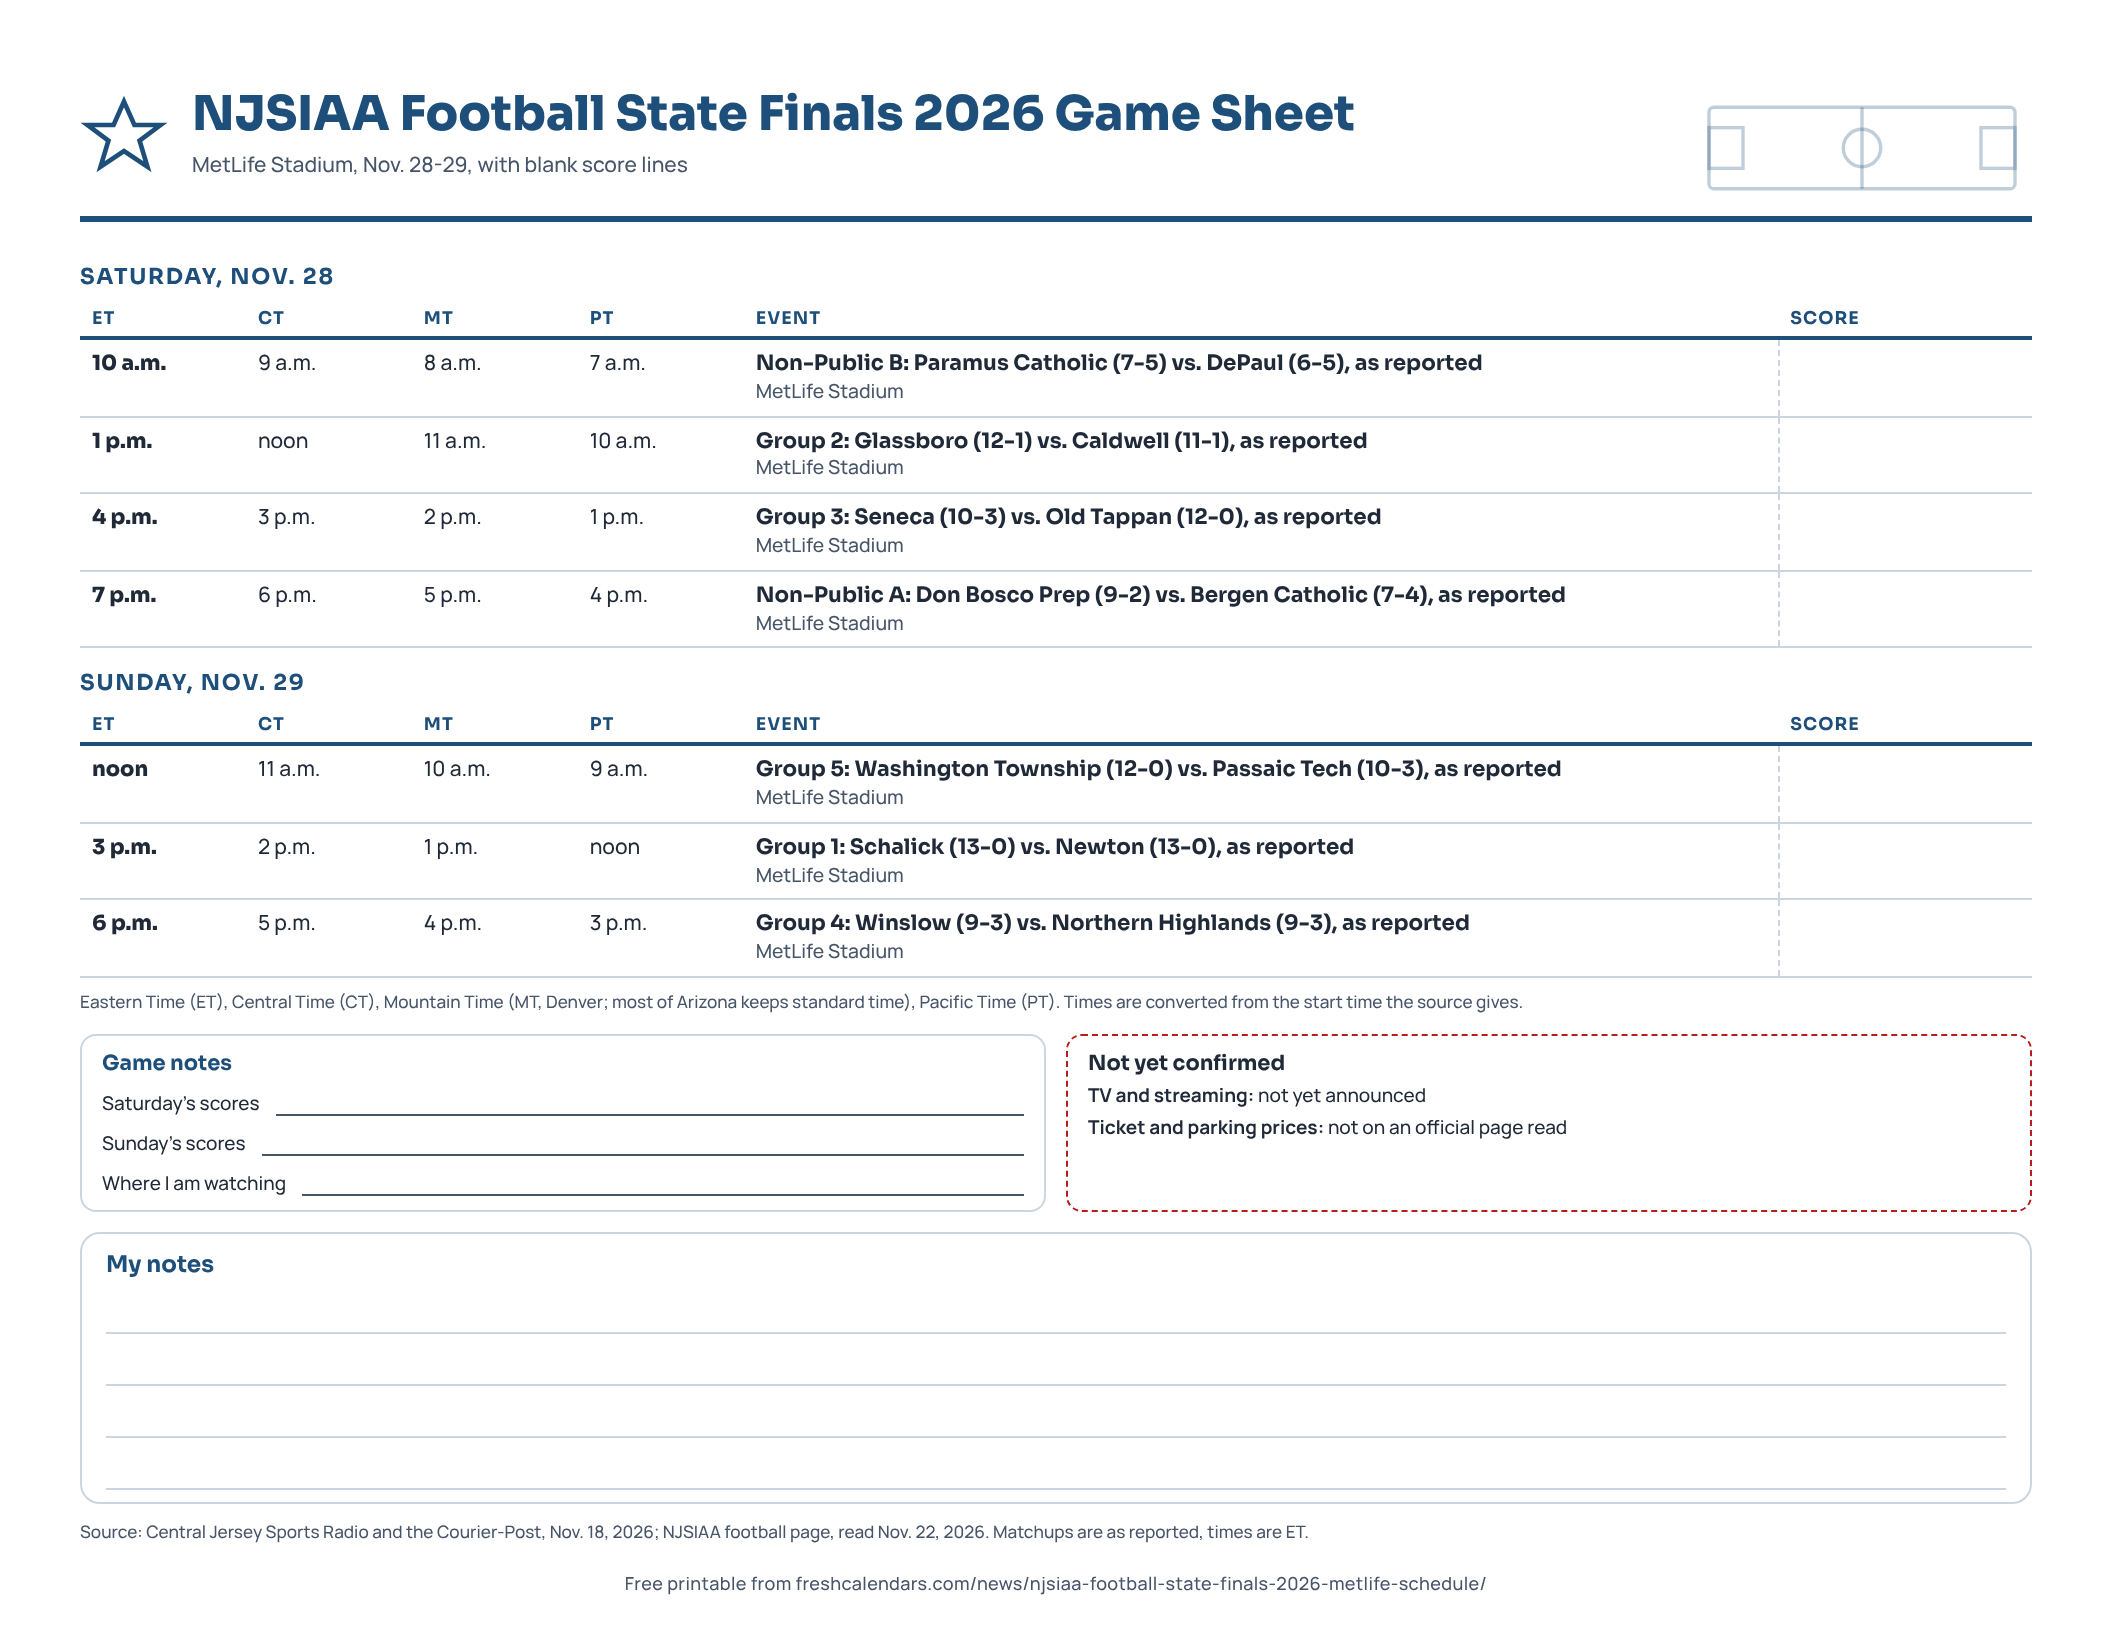 NJSIAA Football State Finals 2026 Game Sheet
MetLife Stadium, Nov. 28-29, with blank score lines
SATURDAY, NOV. 28
ET CT MT PT EVENT SCORE
10 a.m. 9 a.m. 8 a.m. 7 a.m. Non-Public B: Paramus Catholic (7-5) vs. DePaul (6-5), as reported
MetLife Stadium
1 p.m. noon 11 a.m. 10 a.m. Group 2: Glassboro (12-1) vs. Caldwell (11-1), as reported
MetLife Stadium
4 p.m. 3 p.m. 2 p.m. 1 p.m. Group 3: Seneca (10-3) vs. Old Tappan (12-0), as reported
MetLife Stadium
7 p.m. 6 p.m. 5 p.m. 4 p.m. Non-Public A: Don Bosco Prep (9-2) vs. Bergen Catholic (7-4), as reported
MetLife Stadium
SUNDAY, NOV. 29
ET CT MT PT EVENT SCORE
noon 11 a.m. 10 a.m. 9 a.m. Group 5: Washington Township (12-0) vs. Passaic Tech (10-3), as reported
MetLife Stadium
3 p.m. 2 p.m. 1 p.m. noon Group 1: Schalick (13-0) vs. Newton (13-0), as reported
MetLife Stadium
6 p.m. 5 p.m. 4 p.m. 3 p.m. Group 4: Winslow (9-3) vs. Northern Highlands (9-3), as reported
MetLife Stadium
Eastern Time (ET), Central Time (CT), Mountain Time (MT, Denver; most of Arizona keeps standard time), Pacific Time (PT). Times are converted from the start time the source gives.
Game notes
Saturday's scores
Sunday's scores
Where I am watching
Not yet confirmed
TV and streaming: not yet announced
Ticket and parking prices: not on an official page read
My notes
Source: Central Jersey Sports Radio and the Courier-Post, Nov. 18, 2026; NJSIAA football page, read Nov. 22, 2026. Matchups are as reported, times are ET.
Free printable from freshcalendars.com/news/njsiaa-football-state-finals-2026-metlife-schedule/